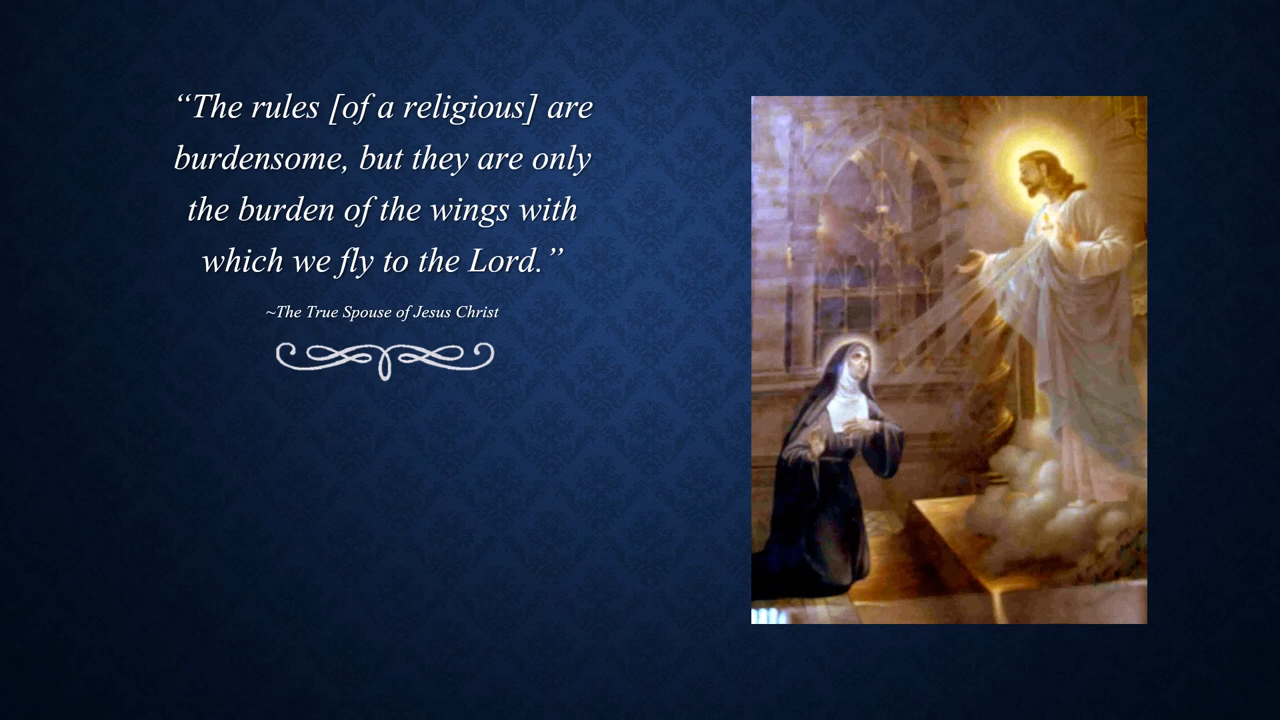 “The rules [of a religious] are
burdensome, but they are only
the burden of the wings with
which we fly to the Lord.”
~The True Spouse of Jesus Christ